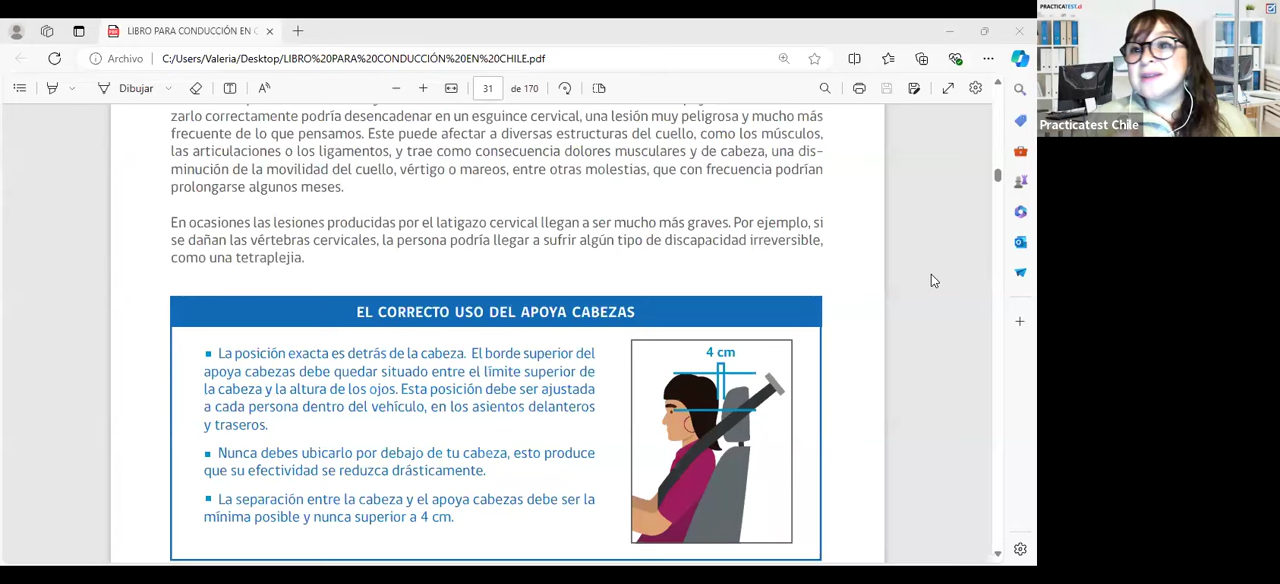 LIBRO PARA CONDUCCIÓN EN C
Archivo
C:/Users/Valeria/Desktop/LIBRO%20PARA%20CONDUCCIÓN%20EN%20CHILE.pdf
Dibujar
31 de 170
PRACTICATEST.cl
Practicatest Chile
zarlo correctamente podría desencadenar en un esguince cervical, una lesión muy peligrosa y mucho más
frecuente de lo que pensamos. Este puede afectar a diversas estructuras del cuello, como los músculos,
las articulaciones o los ligamentos, y trae como consecuencia dolores musculares y de cabeza, una dis-
minución de la movilidad del cuello, vértigo o mareos, entre otras molestias, que con frecuencia podrían
prolongarse algunos meses.
En ocasiones las lesiones producidas por el latigazo cervical llegan a ser mucho más graves. Por ejemplo, si
se dañan las vértebras cervicales, la persona podría llegar a sufrir algún tipo de discapacidad irreversible,
como una tetraplejia.
EL CORRECTO USO DEL APOYA CABEZAS
▪ La posición exacta es detrás de la cabeza. El borde superior del
apoya cabezas debe quedar situado entre el límite superior de
la cabeza y la altura de los ojos. Esta posición debe ser ajustada
a cada persona dentro del vehículo, en los asientos delanteros
y traseros.
▪ Nunca debes ubicarlo por debajo de tu cabeza, esto produce
que su efectividad se reduzca drásticamente.
▪ La separación entre la cabeza y el apoya cabezas debe ser la
mínima posible y nunca superior a 4 cm.
4 cm